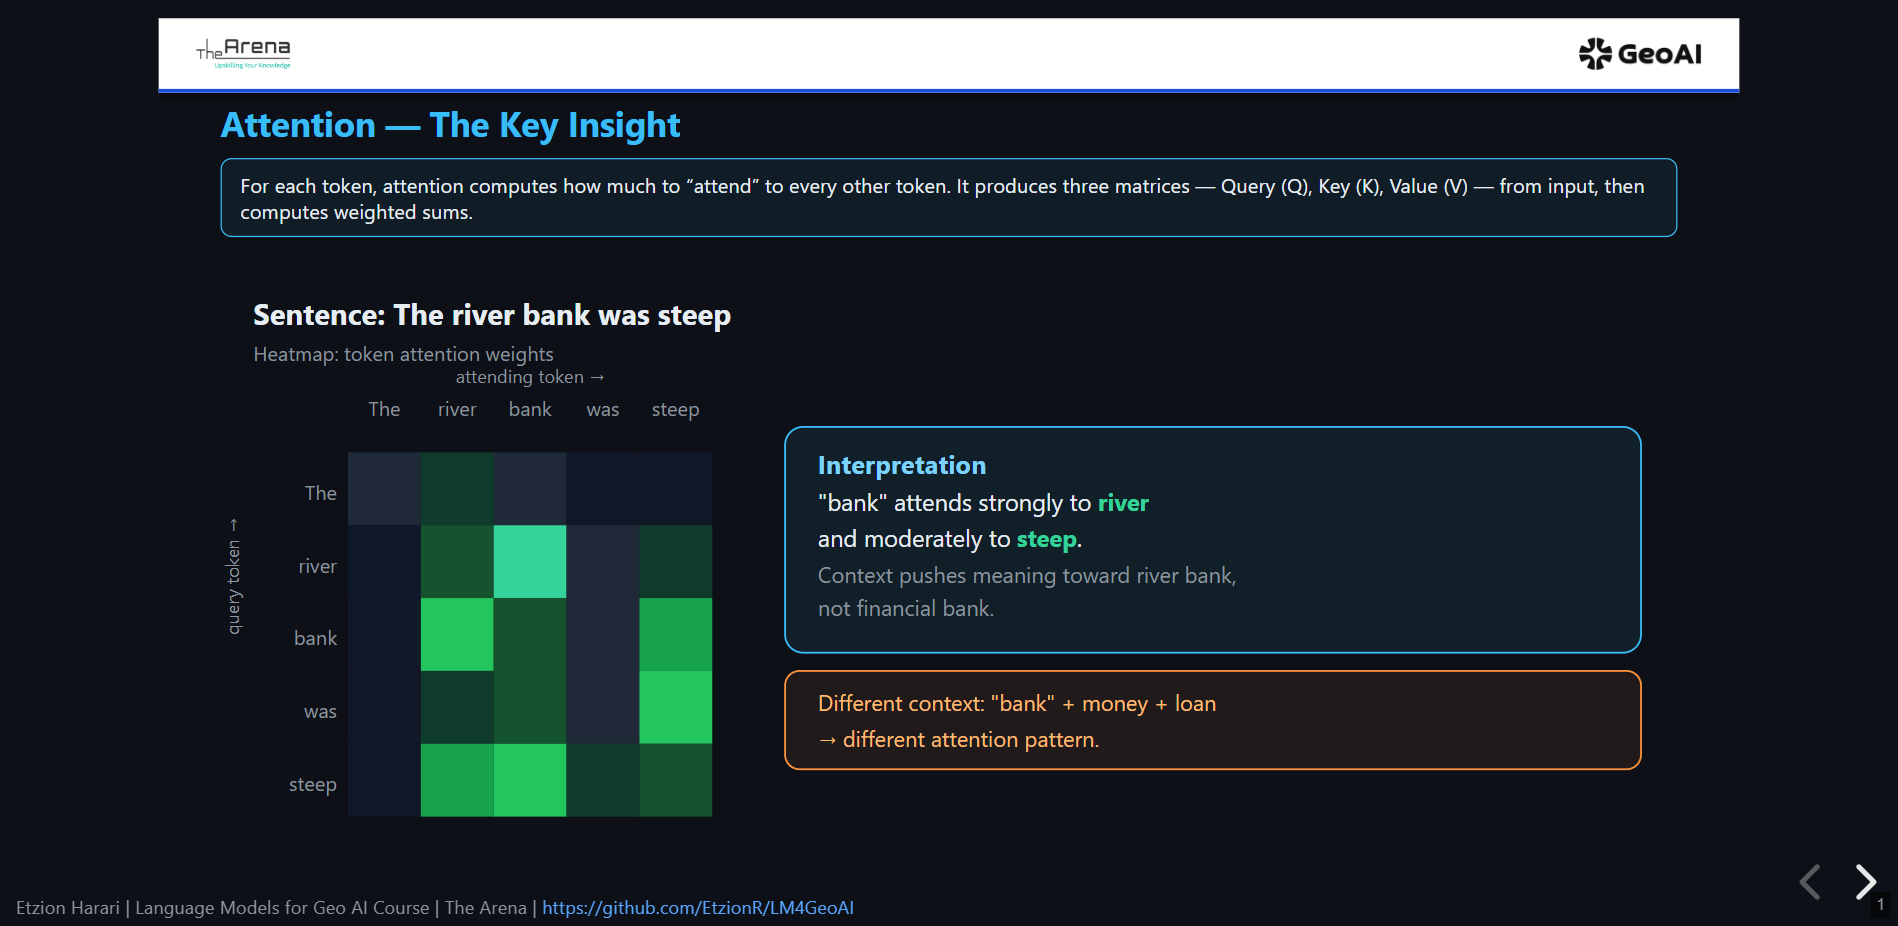 The Arena
Upskilling Your Knowledge
GeoAI
Attention — The Key Insight
For each token, attention computes how much to “attend” to every other token. It produces three matrices — Query (Q), Key (K), Value (V) — from input, then
computes weighted sums.
Sentence: The river bank was steep
Heatmap: token attention weights
attending token →
The river bank was steep
query token →
The
river
bank
was
steep
Interpretation
"bank" attends strongly to river
and moderately to steep.
Context pushes meaning toward river bank,
not financial bank.
Different context: "bank" + money + loan
→ different attention pattern.
Etzion Harari | Language Models for Geo AI Course | The Arena | https://github.com/EtzionR/LM4GeoAI
1